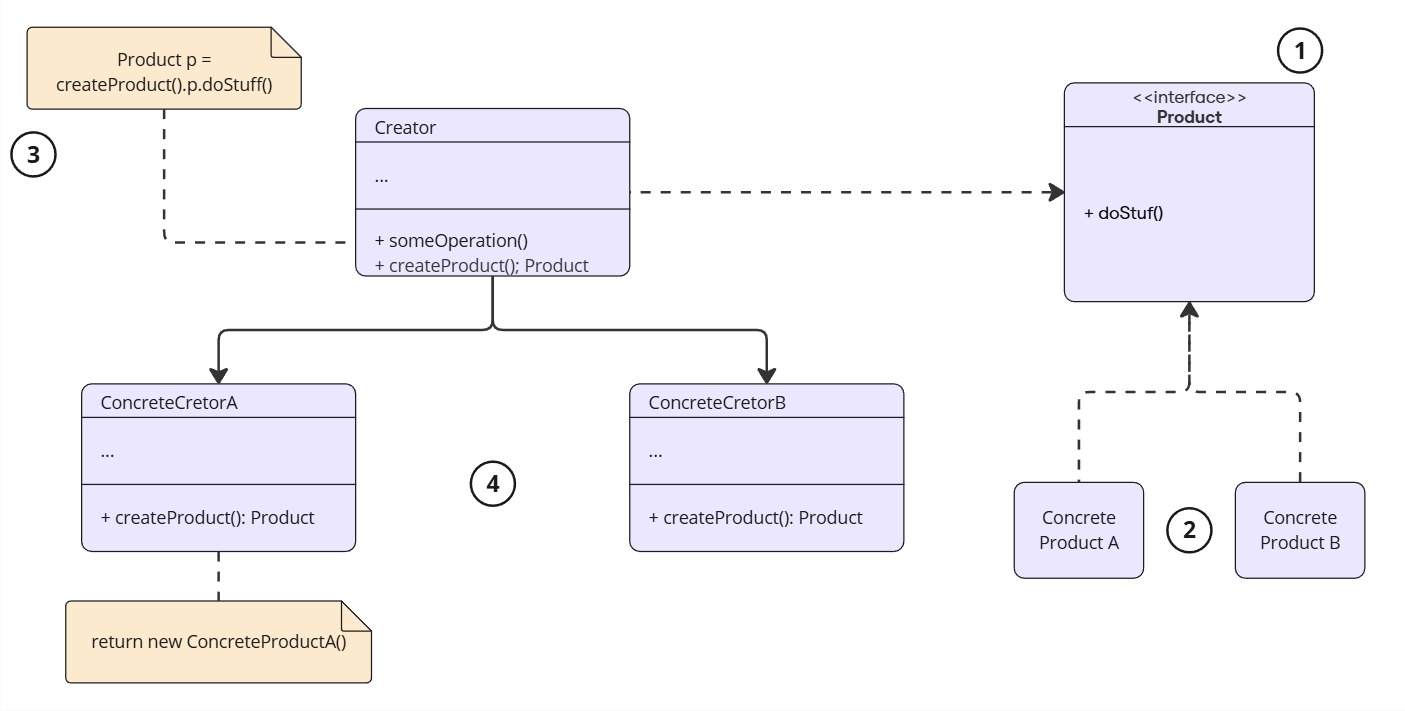 Product p =
createProduct().p.doStuff()
3
Creator
...
+ someOperation()
+ createProduct(); Product
1
<<interface>>
Product
+ doStuf()
ConcreteCretorA
...
+ createProduct(): Product
4
ConcreteCretorB
...
+ createProduct(): Product
Concrete
Product A
2
Concrete
Product B
return new ConcreteProductA()